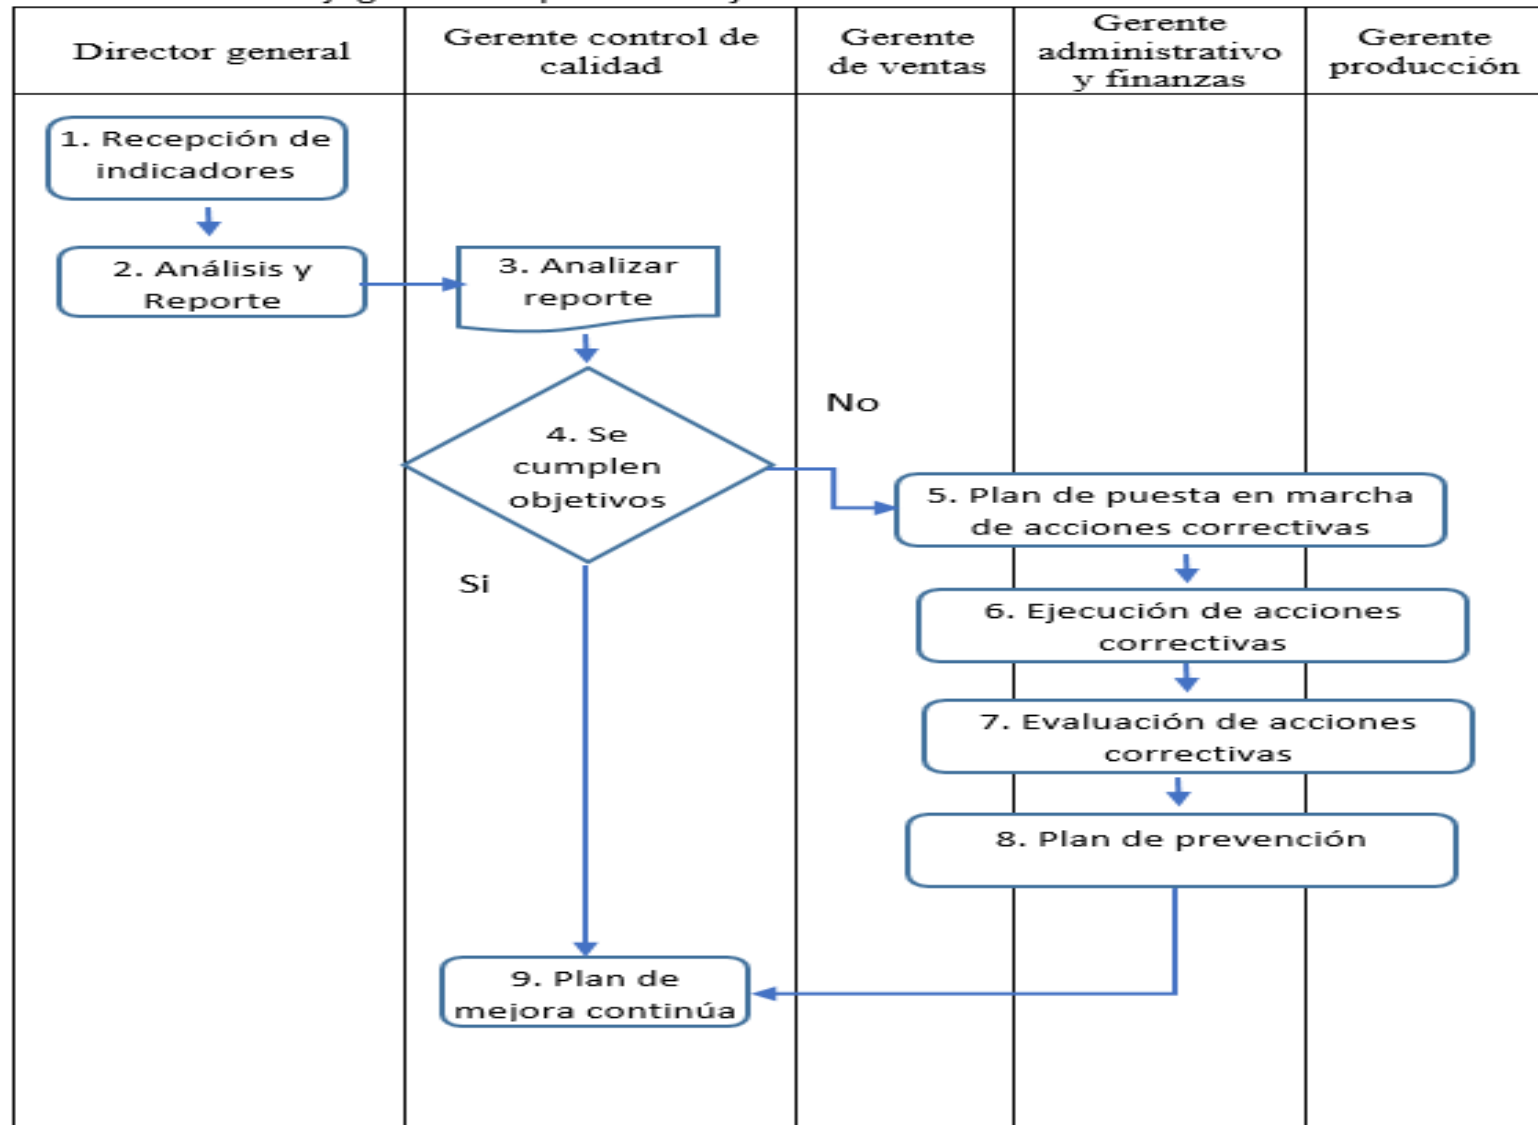 Director general
Gerente control de
calidad
Gerente
de ventas
Gerente
administrativo
y finanzas
Gerente
producción
1. Recepción de
indicadores
2. Análisis y
Reporte
3. Analizar
reporte
4. Se
cumplen
objetivos
No
Si
5. Plan de puesta en marcha
de acciones correctivas
6. Ejecución de acciones
correctivas
7. Evaluación de acciones
correctivas
8. Plan de prevención
9. Plan de
mejora continúa